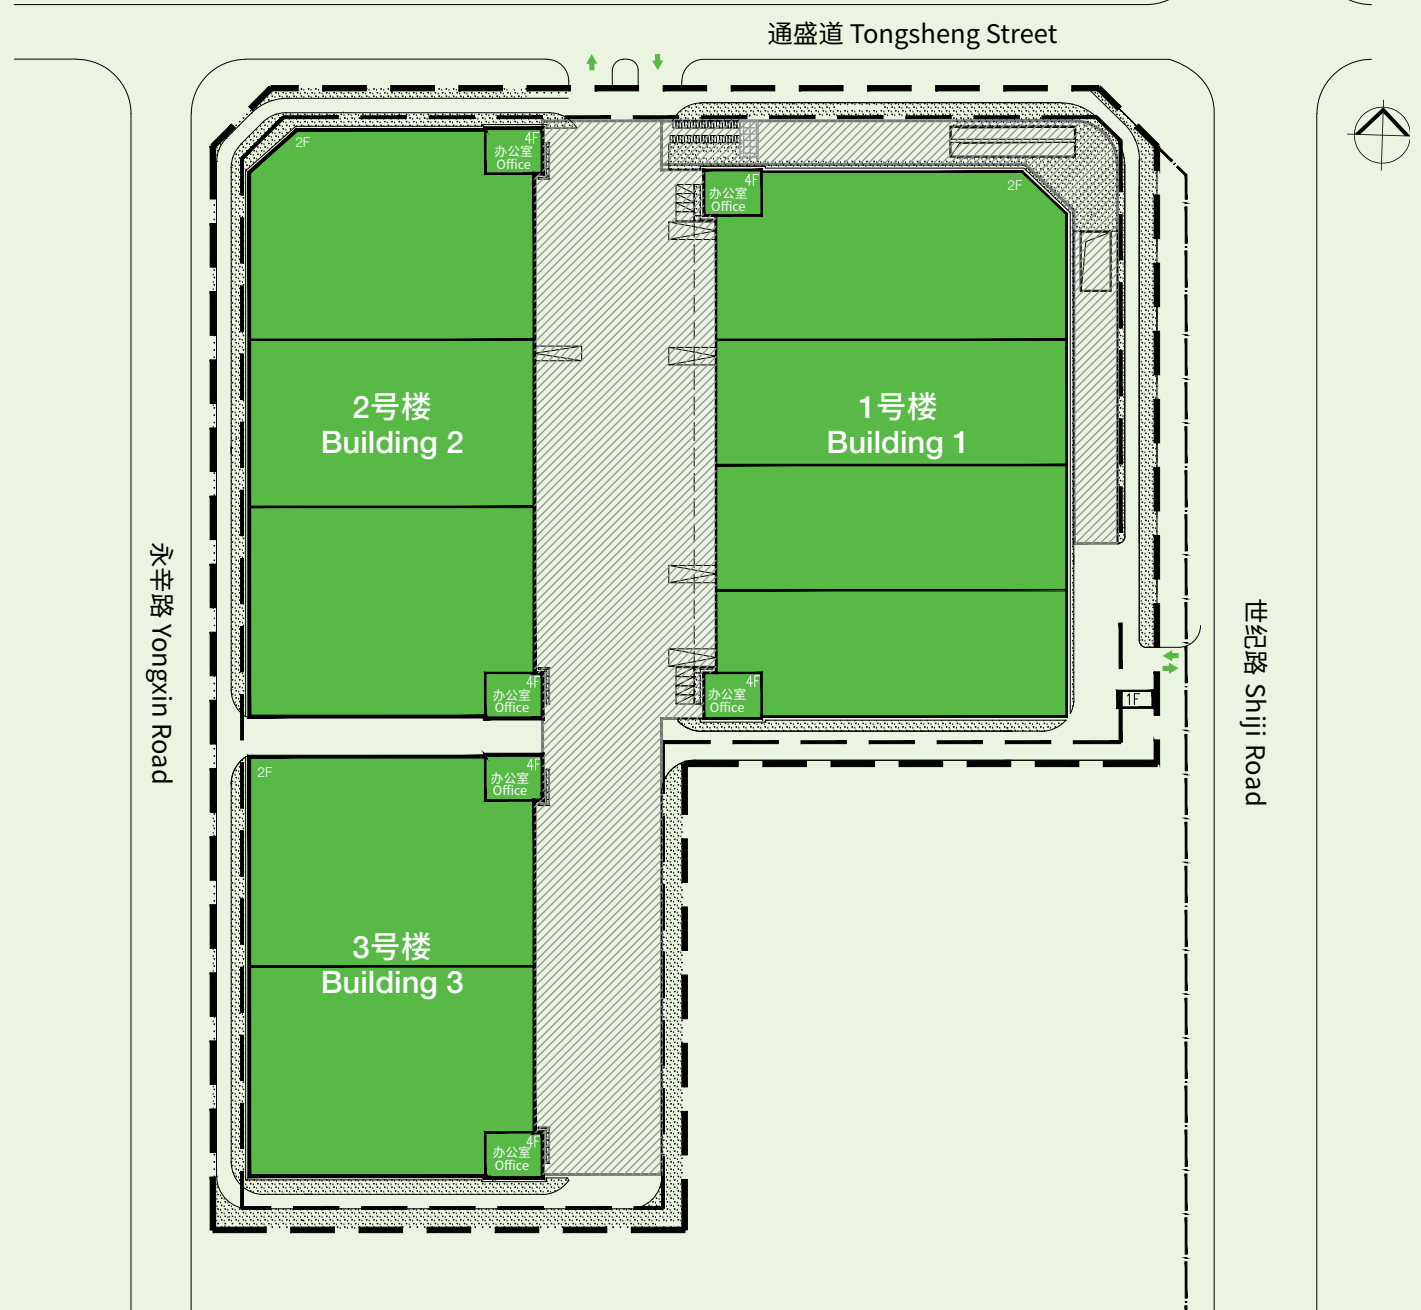 通盛道 Tongsheng Street
2F
4F
办公室
Office
4F
办公室
Office
2F
2号楼
Building 2
1号楼
Building 1
永辛路 Yongxin Road
世纪路 Shiji Road
4F
办公室
Office
4F
办公室
Office
1F
2F
4F
办公室
Office
3号楼
Building 3
4F
办公室
Office